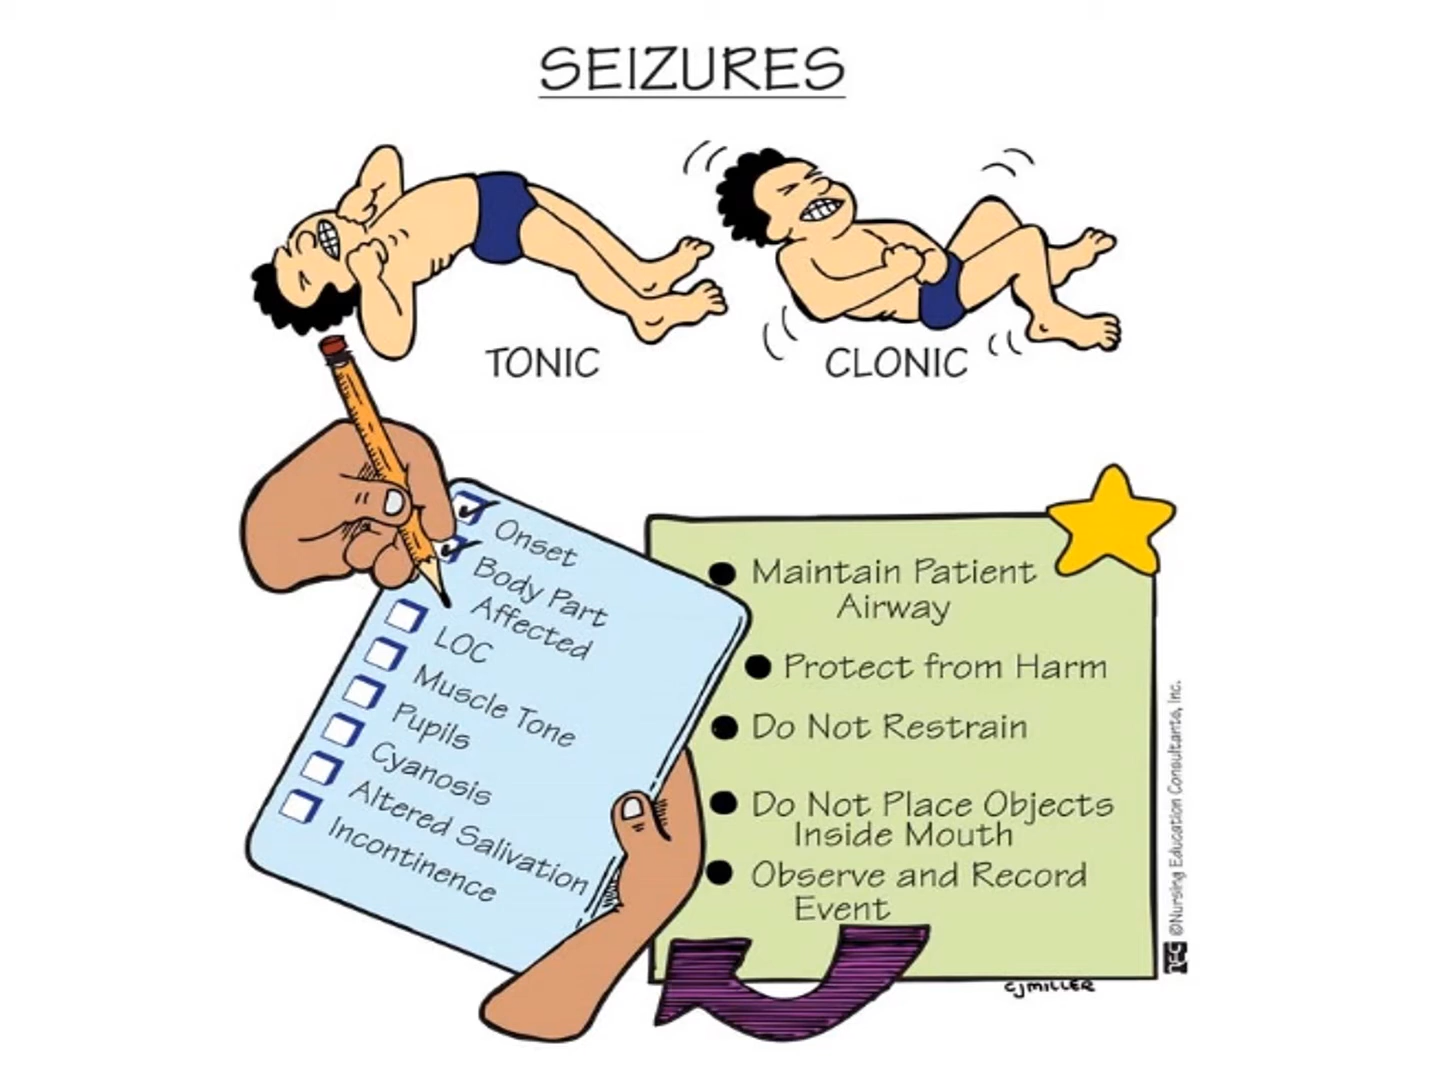 SEIZURES
TONIC
CLONIC
Onset
Body Part
Affected
LOC
Muscle Tone
Pupils
Cyanosis
Altered Salivation
Incontinence
Maintain Patient
Airway
Protect from Harm
Do Not Restrain
Do Not Place Objects
Inside Mouth
Observe and Record
Event
CJMILLER
NEC ©Nursing Education Consultants, Inc.